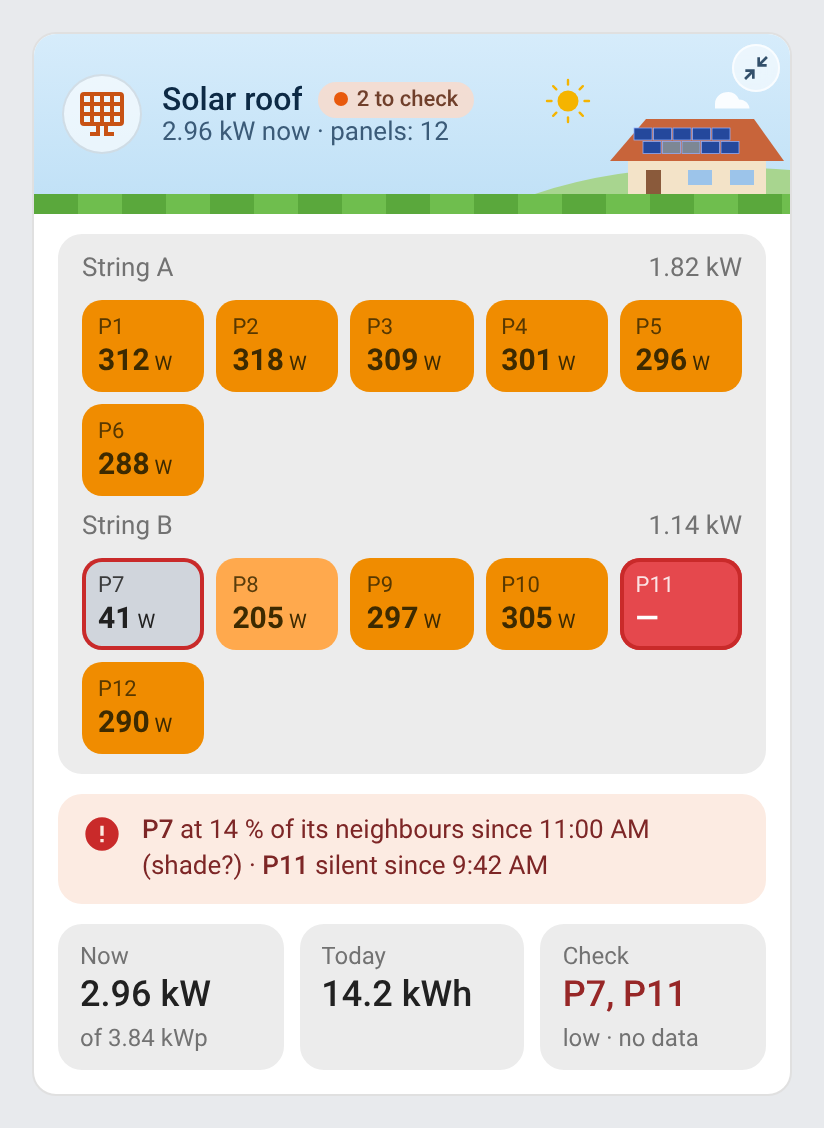 Solar roof
2 to check
2.96 kW now · panels: 12
String A
1.82 kW
P1
P2
P3
P4
P5
312 W
318 W
309 W
301 W
296 W
P6
288 W
String B
1.14 kW
P7
P8
P9
P10
P11
41 W
205 W
297 W
305 W
–
P12
290 W
P7 at 14 % of its neighbours since 11:00 AM
(shade?) · P11 silent since 9:42 AM
Now
2.96 kW
of 3.84 kWp
Today
14.2 kWh
Check
P7, P11
low · no data